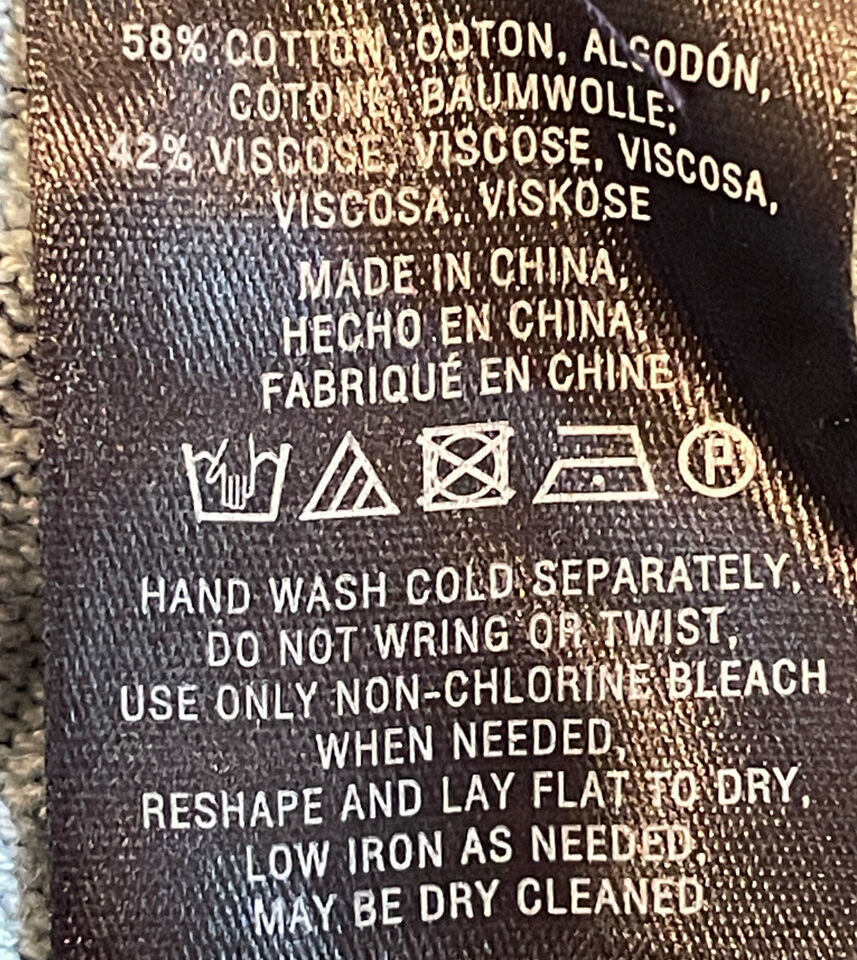 58% COTTON, COTON, ALGODÓN,
COTONE, BAUMWOLLE;
42% VISCOSE, VISCOSE, VISCOSA,
VISCOSA, VISKOSE
MADE IN CHINA,
HECHO EN CHINA,
FABRIQUÉ EN CHINE
P
HAND WASH COLD SEPARATELY,
DO NOT WRING OR TWIST,
USE ONLY NON-CHLORINE BLEACH
WHEN NEEDED,
RESHAPE AND LAY FLAT TO DRY,
LOW IRON AS NEEDED,
MAY BE DRY CLEANED